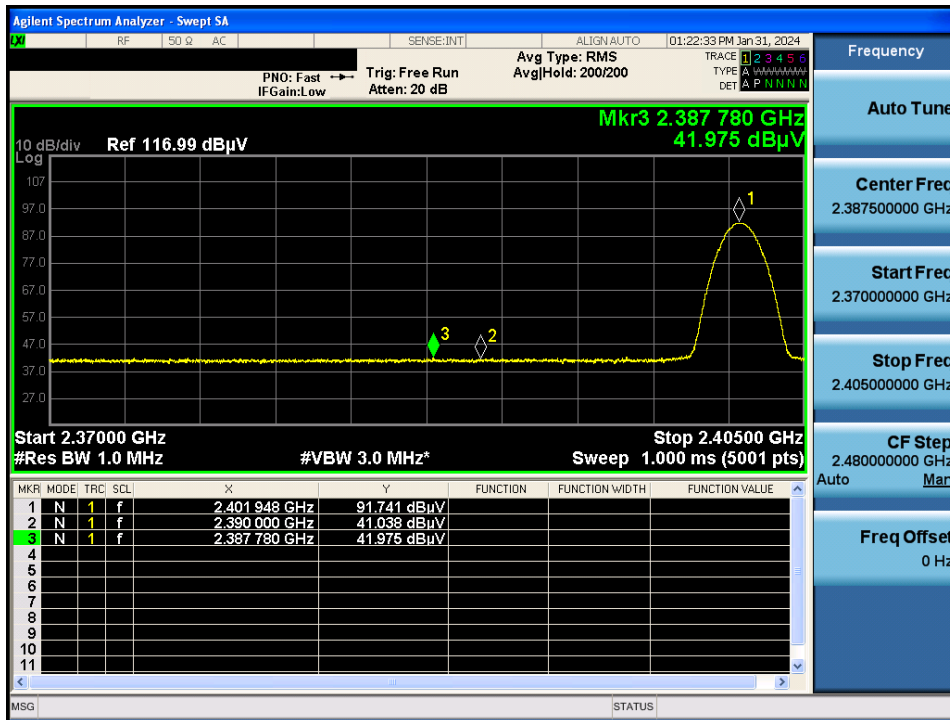 Agilent Spectrum Analyzer - Swept SA
LXI RF 50 Ω AC SENSE:INT ALIGN AUTO 01:22:33 PM Jan 31, 2024
PNO: Fast Trig: Free Run Avg Type: RMS TRACE 1 2 3 4 5 6
IFGain:Low Atten: 20 dB Avg|Hold: 200/200 TYPE A WWWWWW
DET A P N N N N
Mkr3 2.387 780 GHz
41.975 dBµV
10 dB/div Ref 116.99 dBµV
Log
107
97.0
87.0
77.0
67.0
57.0
47.0
37.0
27.0
1
3 2
Start 2.37000 GHz Stop 2.40500 GHz
#Res BW 1.0 MHz #VBW 3.0 MHz* Sweep 1.000 ms (5001 pts)
MKR MODE TRC SCL X Y FUNCTION FUNCTION WIDTH FUNCTION VALUE
1 N 1 f 2.401 948 GHz 91.741 dBµV
2 N 1 f 2.390 000 GHz 41.038 dBµV
3 N 1 f 2.387 780 GHz 41.975 dBµV
4
5
6
7
8
9
10
11
MSG STATUS
Frequency
Auto Tune
Center Freq
2.387500000 GHz
Start Freq
2.370000000 GHz
Stop Freq
2.405000000 GHz
CF Step
2.480000000 GHz
Auto Man
Freq Offset
0 Hz